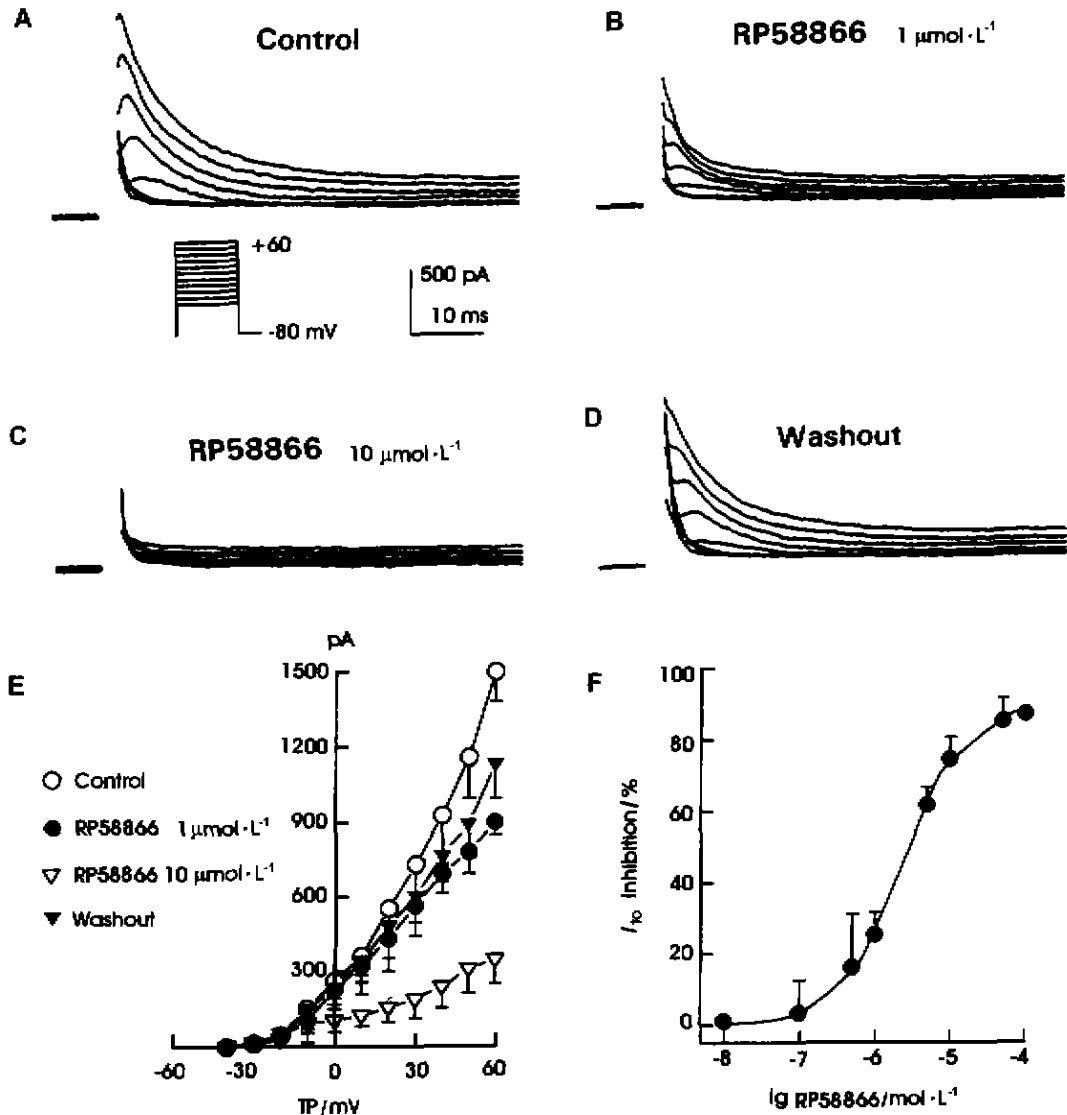 A
Control
B
RP58866 1 μmol·L⁻¹
+60
-80 mV
500 pA
10 ms
C
RP58866 10 μmol·L⁻¹
D
Washout
E
pA
1500
1200
900
600
300
0
-60 -30 0 30 60
TP/mV
Control
RP58866 1 μmol·L⁻¹
RP58866 10 μmol·L⁻¹
Washout
F
I_to Inhibition/%
100
80
60
40
20
0
-8 -7 -6 -5 -4
lg RP58866/mol·L⁻¹